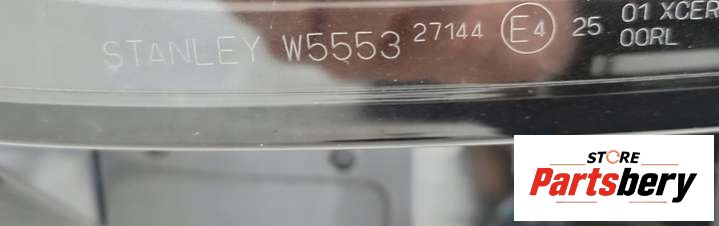 STANLEY W5553 27144 E4 25 01 XCER
00RL
STORE
Partsbery